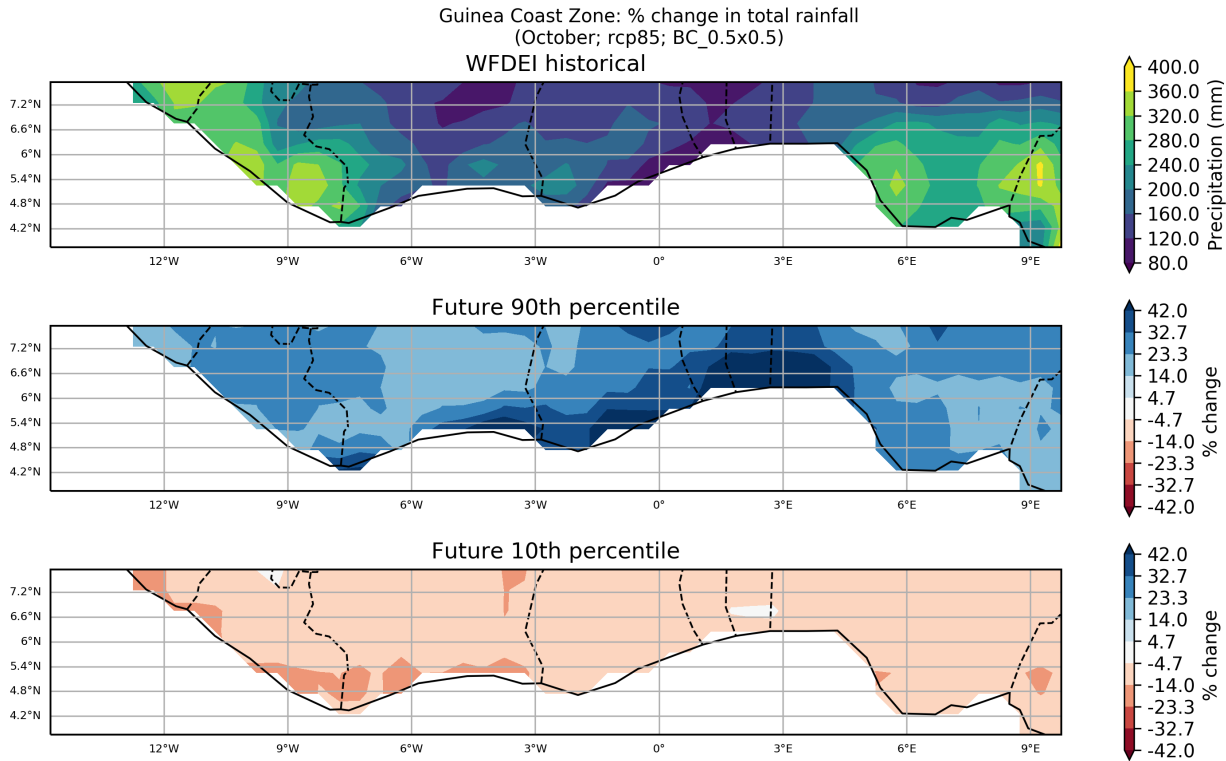 Guinea Coast Zone: % change in total rainfall
(October; rcp85; BC_0.5x0.5)
WFDEI historical
7.2°N
6.6°N
6°N
5.4°N
4.8°N
4.2°N
12°W 9°W 6°W 3°W 0° 3°E 6°E 9°E
400.0
360.0
320.0
280.0
240.0
200.0
160.0
120.0
80.0
Precipitation (mm)
Future 90th percentile
7.2°N
6.6°N
6°N
5.4°N
4.8°N
4.2°N
12°W 9°W 6°W 3°W 0° 3°E 6°E 9°E
42.0
32.7
23.3
14.0
4.7
-4.7
-14.0
-23.3
-32.7
-42.0
% change
Future 10th percentile
7.2°N
6.6°N
6°N
5.4°N
4.8°N
4.2°N
12°W 9°W 6°W 3°W 0° 3°E 6°E 9°E
42.0
32.7
23.3
14.0
4.7
-4.7
-14.0
-23.3
-32.7
-42.0
% change